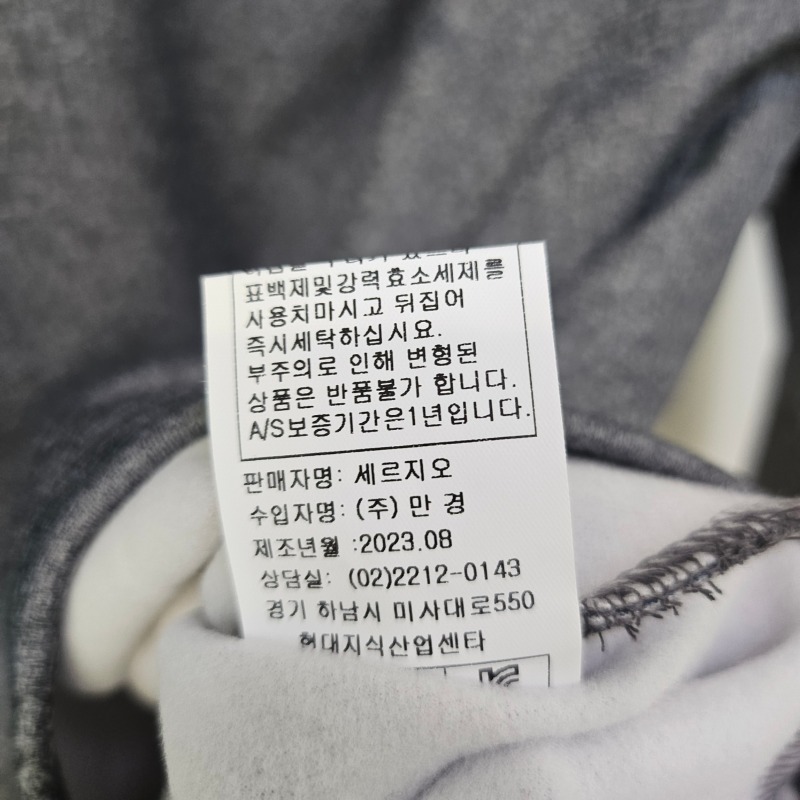 표백제및강력효소세제를
사용치마시고 뒤집어
즉시세탁하십시요.
부주의로 인해 변형된
상품은 반품불가 합니다.
A/S보증기간은1년입니다.
판매자명: 세르지오
수입자명: (주) 만 경
제조년월 :2023.08
상담실: (02)2212-0143
경기 하남시 미사대로550
현대지식산업센타